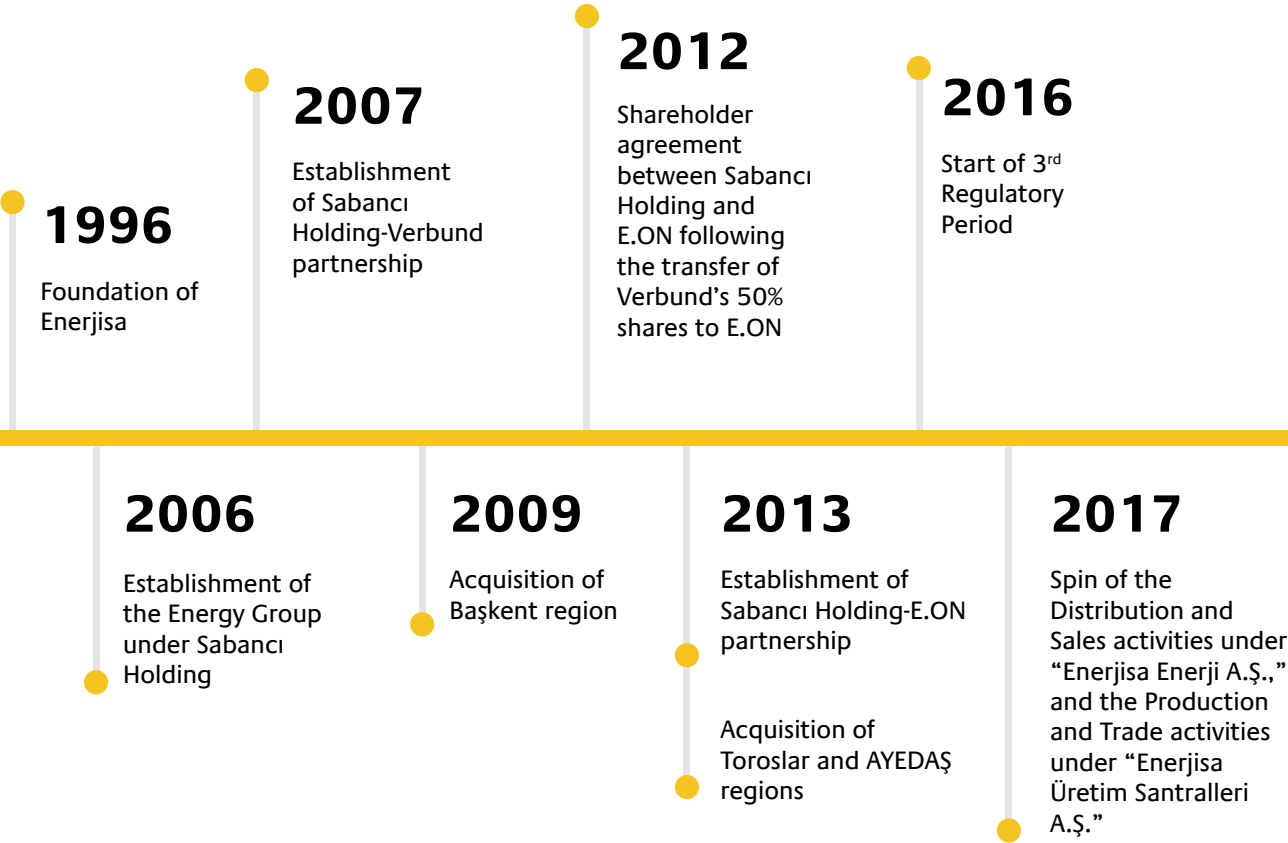 1996
Foundation of
Enerjisa
2006
Establishment of
the Energy Group
under Sabancı
Holding
2007
Establishment
of Sabancı
Holding-Verbund
partnership
2009
Acquisition of
Başkent region
2012
Shareholder
agreement
between Sabancı
Holding and
E.ON following
the transfer of
Verbund’s 50%
shares to E.ON
2013
Establishment of
Sabancı Holding-E.ON
partnership
Acquisition of
Toroslar and AYEDAŞ
regions
2016
Start of 3rd
Regulatory
Period
2017
Spin of the
Distribution and
Sales activities under
“Enerjisa Enerji A.Ş.,”
and the Production
and Trade activities
under “Enerjisa
Üretim Santralleri
A.Ş.”